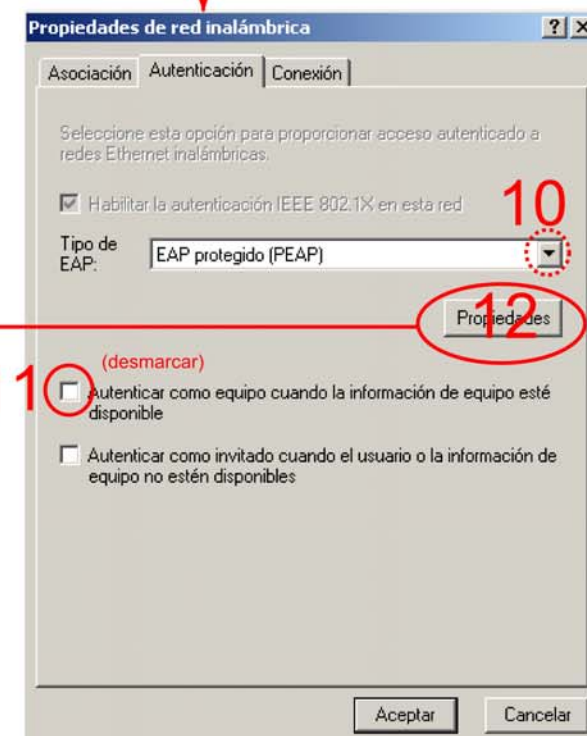 Propiedades de red inalámbrica
Asociación Autenticación Conexión
Seleccione esta opción para proporcionar acceso autenticado a
redes Ethernet inalámbricas.
Habilitar la autenticación IEEE 802.1X en esta red
10
Tipo de
EAP:
EAP protegido (PEAP)
Propiedades
12
(desmarcar)
1
Autenticar como equipo cuando la información de equipo esté
disponible
Autenticar como invitado cuando el usuario o la información de
equipo no estén disponibles
Aceptar Cancelar